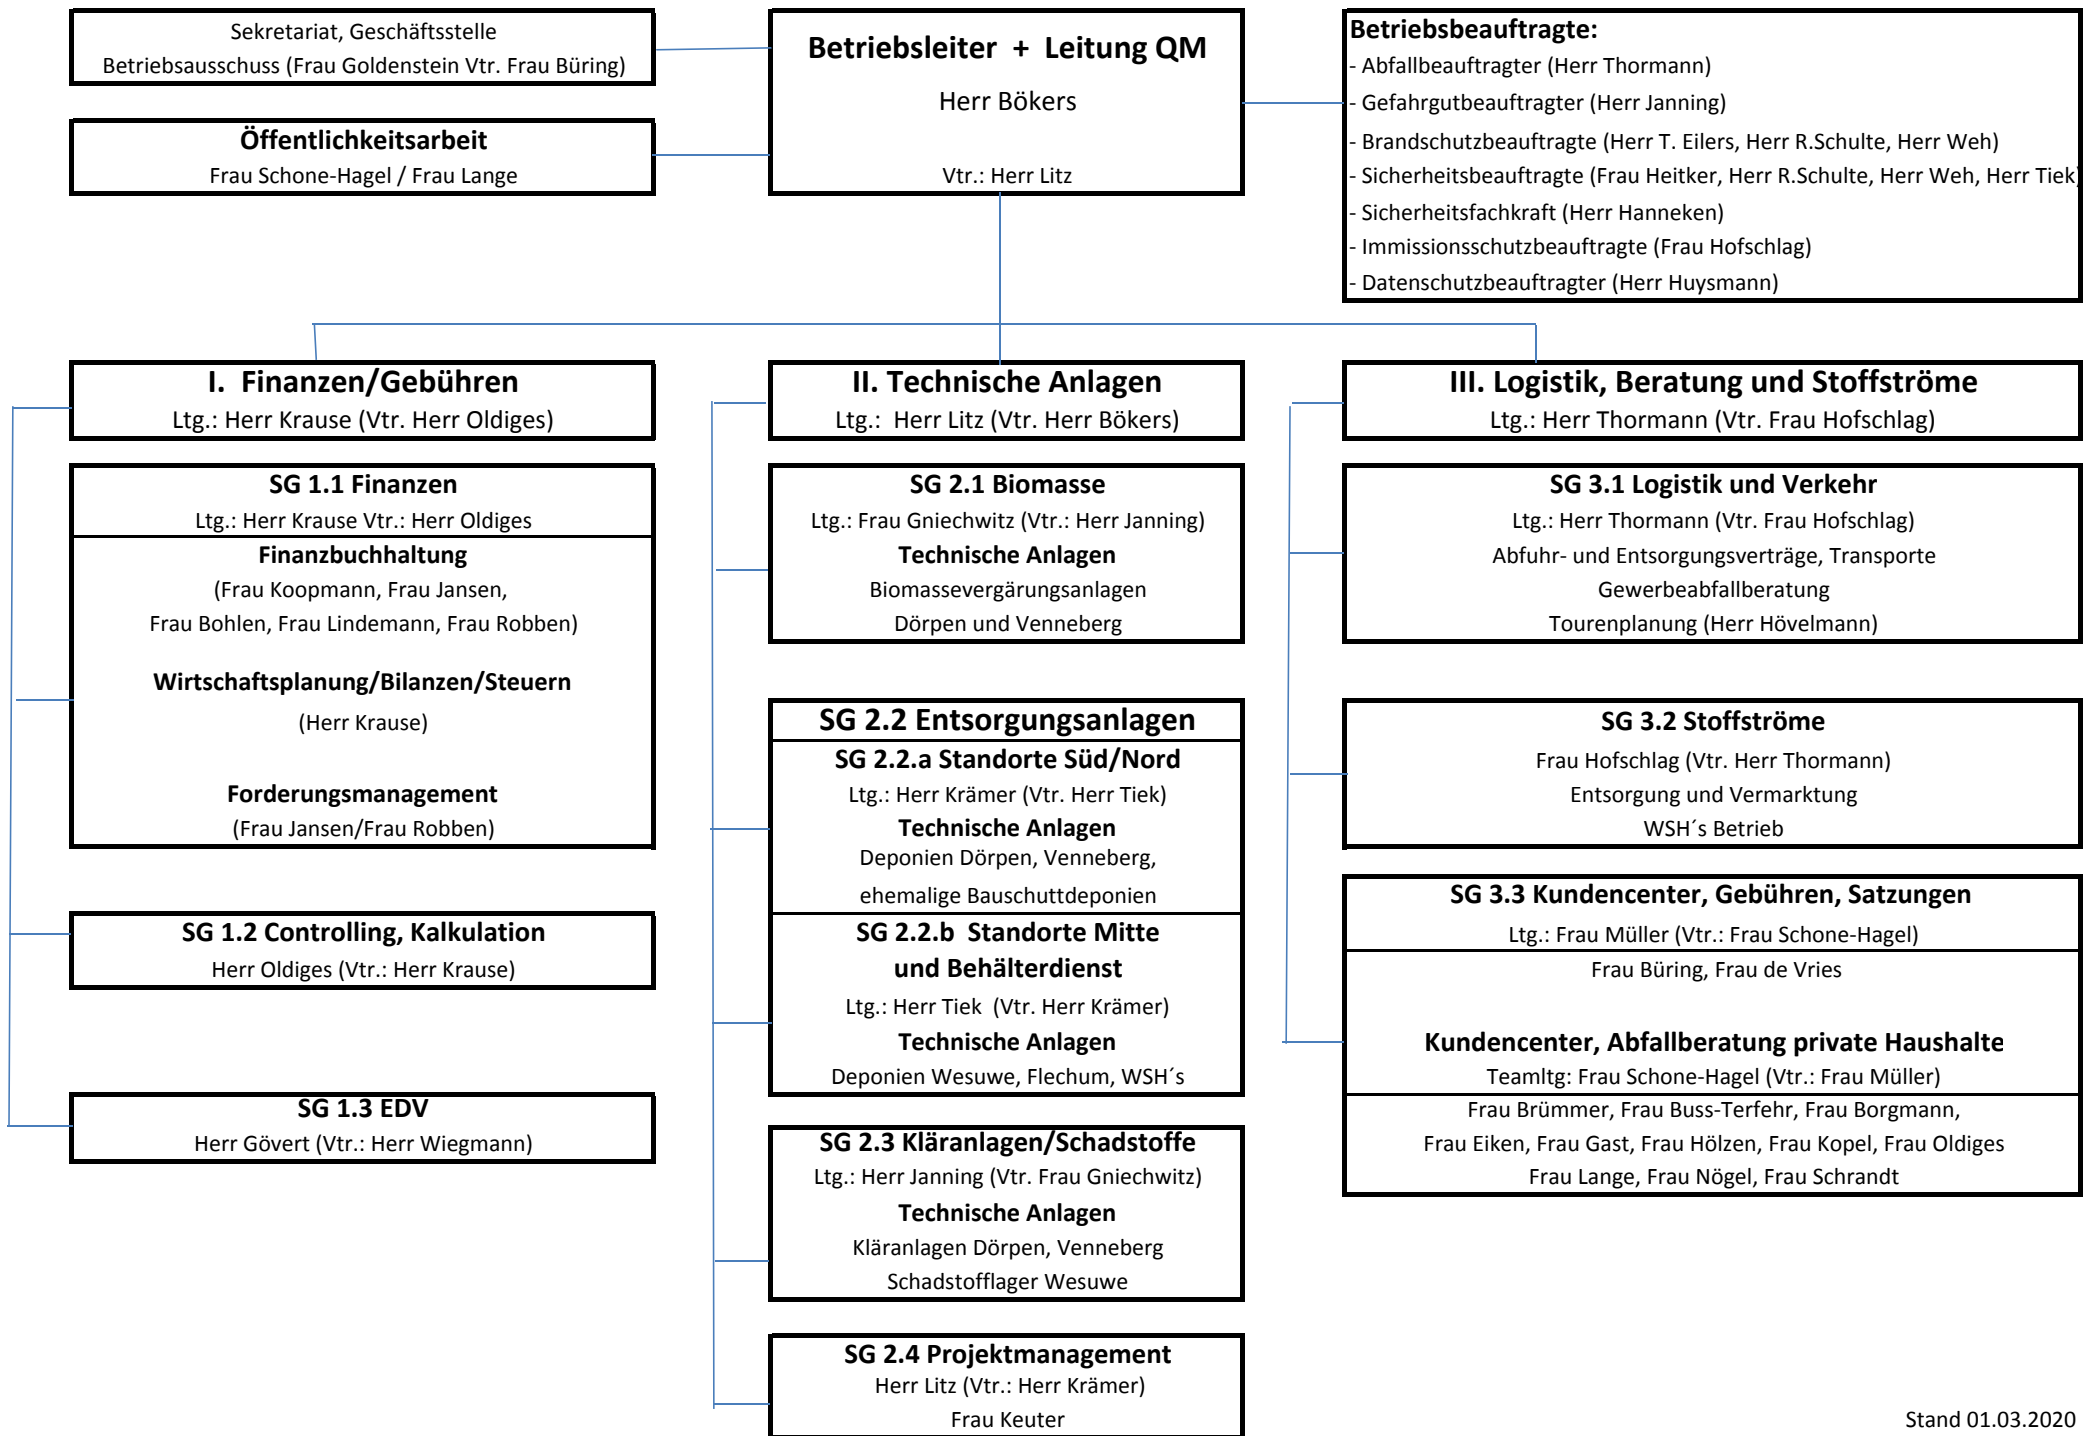 Sekretariat, Geschäftsstelle
Betriebsausschuss (Frau Goldenstein Vtr. Frau Büring)
Öffentlichkeitsarbeit
Frau Schone-Hagel / Frau Lange
Betriebsleiter + Leitung QM
Herr Bökers
Vtr.: Herr Litz
Betriebsbeauftragte:
- Abfallbeauftragter (Herr Thormann)
- Gefahrgutbeauftragter (Herr Janning)
- Brandschutzbeauftragte (Herr T. Eilers, Herr R.Schulte, Herr Weh)
- Sicherheitsbeauftragte (Frau Heitker, Herr R.Schulte, Herr Weh, Herr Tiek)
- Sicherheitsfachkraft (Herr Hanneken)
- Immissionsschutzbeauftragte (Frau Hofschlag)
- Datenschutzbeauftragter (Herr Huysmann)
I. Finanzen/Gebühren
Ltg.: Herr Krause (Vtr. Herr Oldiges)
SG 1.1 Finanzen
Ltg.: Herr Krause Vtr.: Herr Oldiges
Finanzbuchhaltung
(Frau Koopmann, Frau Jansen,
Frau Bohlen, Frau Lindemann, Frau Robben)
Wirtschaftsplanung/Bilanzen/Steuern
(Herr Krause)
Forderungsmanagement
(Frau Jansen/Frau Robben)
SG 1.2 Controlling, Kalkulation
Herr Oldiges (Vtr.: Herr Krause)
SG 1.3 EDV
Herr Gövert (Vtr.: Herr Wiegmann)
II. Technische Anlagen
Ltg.: Herr Litz (Vtr. Herr Bökers)
SG 2.1 Biomasse
Ltg.: Frau Gniechwitz (Vtr.: Herr Janning)
Technische Anlagen
Biomassevergärungsanlagen
Dörpen und Venneberg
SG 2.2 Entsorgungsanlagen
SG 2.2.a Standorte Süd/Nord
Ltg.: Herr Krämer (Vtr. Herr Tiek)
Technische Anlagen
Deponien Dörpen, Venneberg,
ehemalige Bauschuttdeponien
SG 2.2.b Standorte Mitte
und Behälterdienst
Ltg.: Herr Tiek (Vtr. Herr Krämer)
Technische Anlagen
Deponien Wesuwe, Flechum, WSH´s
SG 2.3 Kläranlagen/Schadstoffe
Ltg.: Herr Janning (Vtr. Frau Gniechwitz)
Technische Anlagen
Kläranlagen Dörpen, Venneberg
Schadstofflager Wesuwe
SG 2.4 Projektmanagement
Herr Litz (Vtr.: Herr Krämer)
Frau Keuter
III. Logistik, Beratung und Stoffströme
Ltg.: Herr Thormann (Vtr. Frau Hofschlag)
SG 3.1 Logistik und Verkehr
Ltg.: Herr Thormann (Vtr. Frau Hofschlag)
Abfuhr- und Entsorgungsverträge, Transporte
Gewerbeabfallberatung
Tourenplanung (Herr Hövelmann)
SG 3.2 Stoffströme
Frau Hofschlag (Vtr. Herr Thormann)
Entsorgung und Vermarktung
WSH´s Betrieb
SG 3.3 Kundencenter, Gebühren, Satzungen
Ltg.: Frau Müller (Vtr.: Frau Schone-Hagel)
Frau Büring, Frau de Vries
Kundencenter, Abfallberatung private Haushalte
Teamltg: Frau Schone-Hagel (Vtr.: Frau Müller)
Frau Brümmer, Frau Buss-Terfehr, Frau Borgmann,
Frau Eiken, Frau Gast, Frau Hölzen, Frau Kopel, Frau Oldiges
Frau Lange, Frau Nögel, Frau Schrandt
Stand 01.03.2020